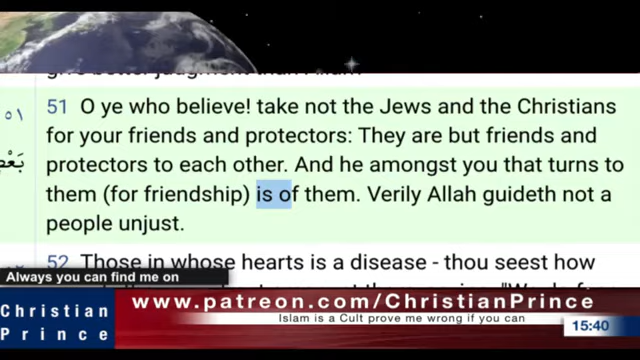 51 O ye who believe! take not the Jews and the Christians
for your friends and protectors: They are but friends and
protectors to each other. And he amongst you that turns to
them (for friendship) is of them. Verily Allah guideth not a
people unjust.
52 Those in whose hearts is a disease - thou seest how
Always you can find me on
Christian
Prince
www.patreon.com/ChristianPrince
Islam is a Cult prove me wrong if you can
15:40
٥١